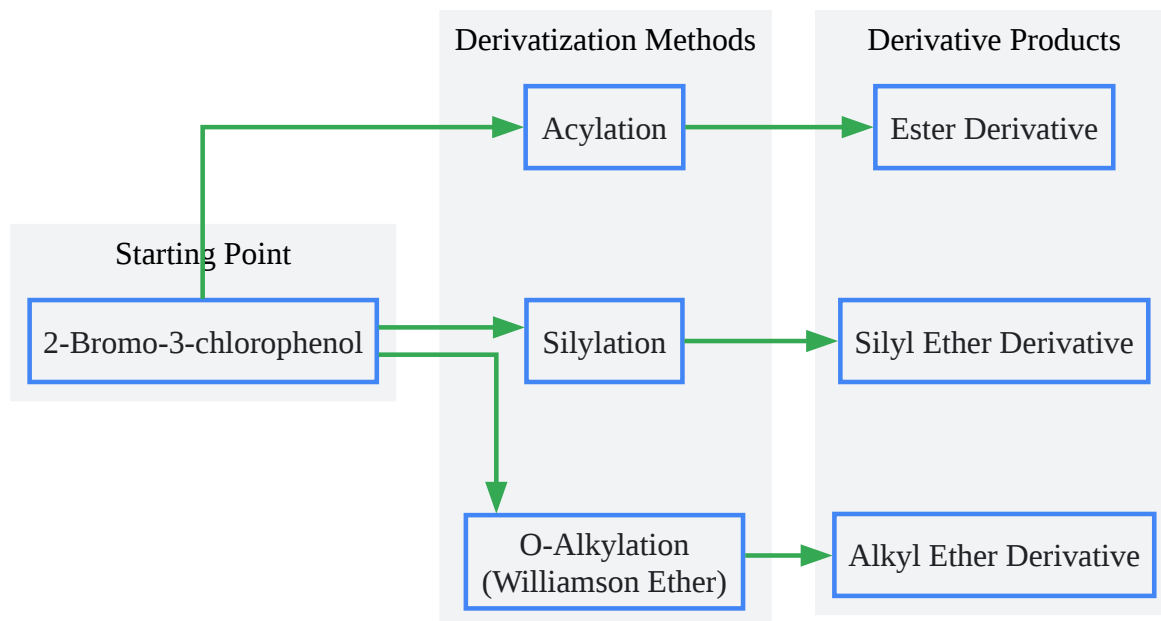 Derivatization Methods
Derivative Products
Acylation
Ester Derivative
Starting Point
2-Bromo-3-chlorophenol
Silylation
Silyl Ether Derivative
O-Alkylation
(Williamson Ether)
Alkyl Ether Derivative